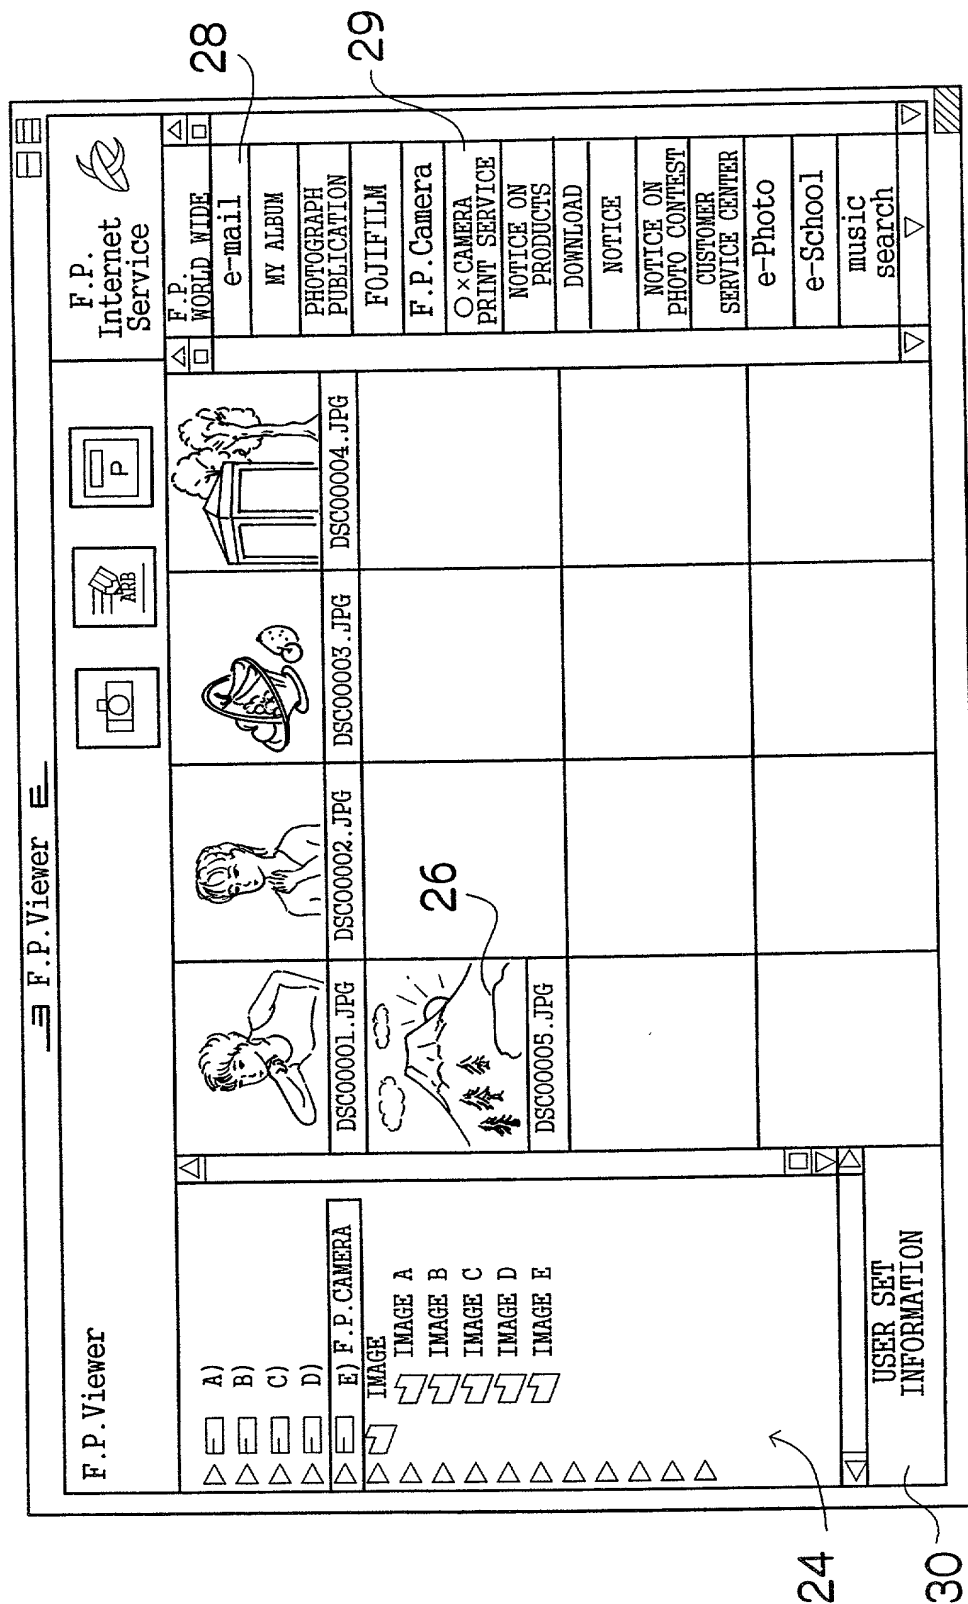 F.P.Viewer
F.P.Viewer
F.P.
Internet
Service
P
ARB
A)
B)
C)
D)
E) F.P.CAMERA
IMAGE
IMAGE A
IMAGE B
IMAGE C
IMAGE D
IMAGE E
24
USER SET
INFORMATION
30
DSC00001.JPG
DSC00002.JPG
DSC00003.JPG
DSC00004.JPG
26
DSC00005.JPG
F.P.
WORLD WIDE
e-mail
28
MY ALBUM
PHOTOGRAPH
PUBLICATION
FOJIFILM
F.P.Camera
○×CAMERA
PRINT SERVICE
29
NOTICE ON
PRODUCTS
DOWNLOAD
NOTICE
NOTICE ON
PHOTO CONTEST
CUSTOMER
SERVICE CENTER
e-Photo
e-School
music
search